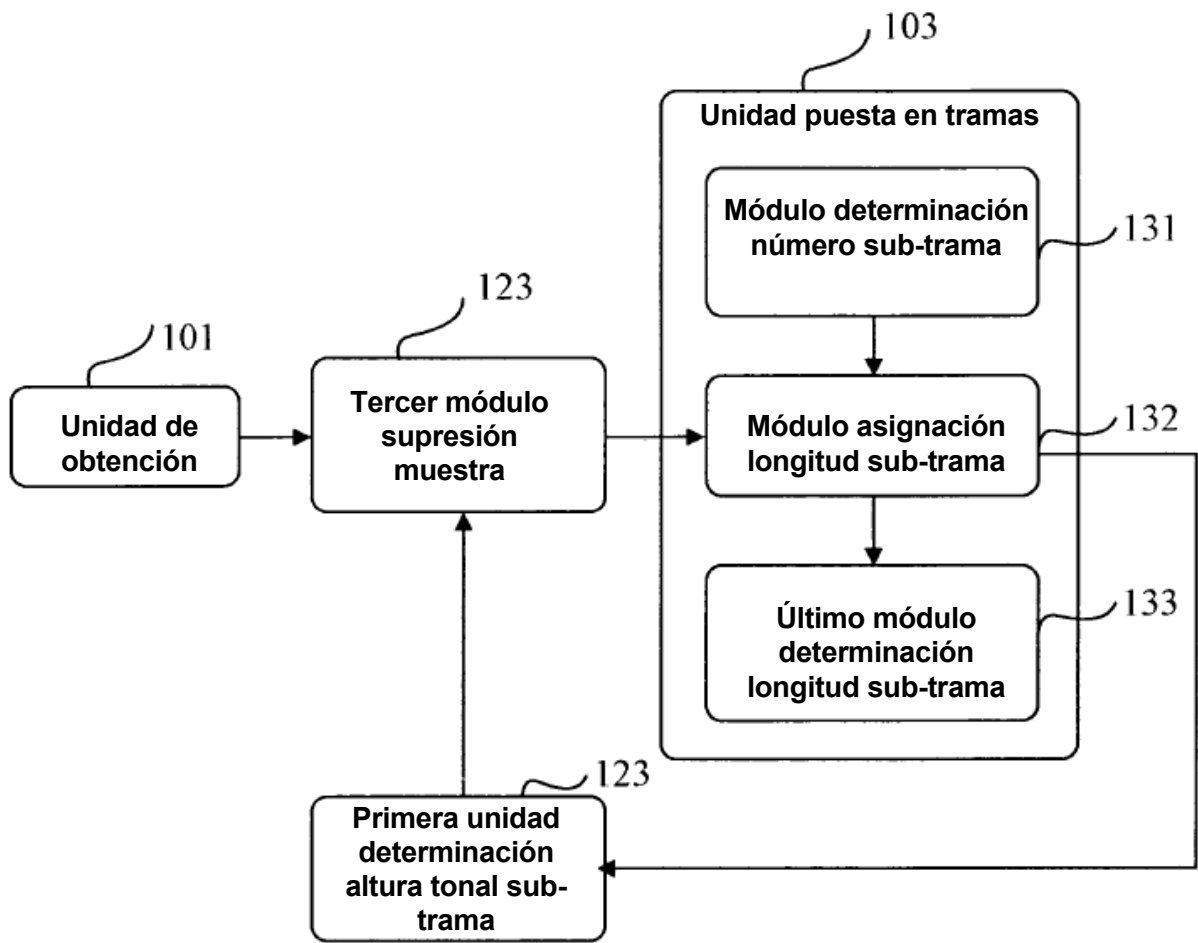 103
Unidad puesta en tramas
Módulo determinación
número sub-trama
131
123
101
Unidad de
obtención
Tercer módulo
supresión
muestra
Módulo asignación
longitud sub-trama
132
Último módulo
determinación
longitud sub-trama
133
123
Primera unidad
determinación
altura tonal sub-
trama